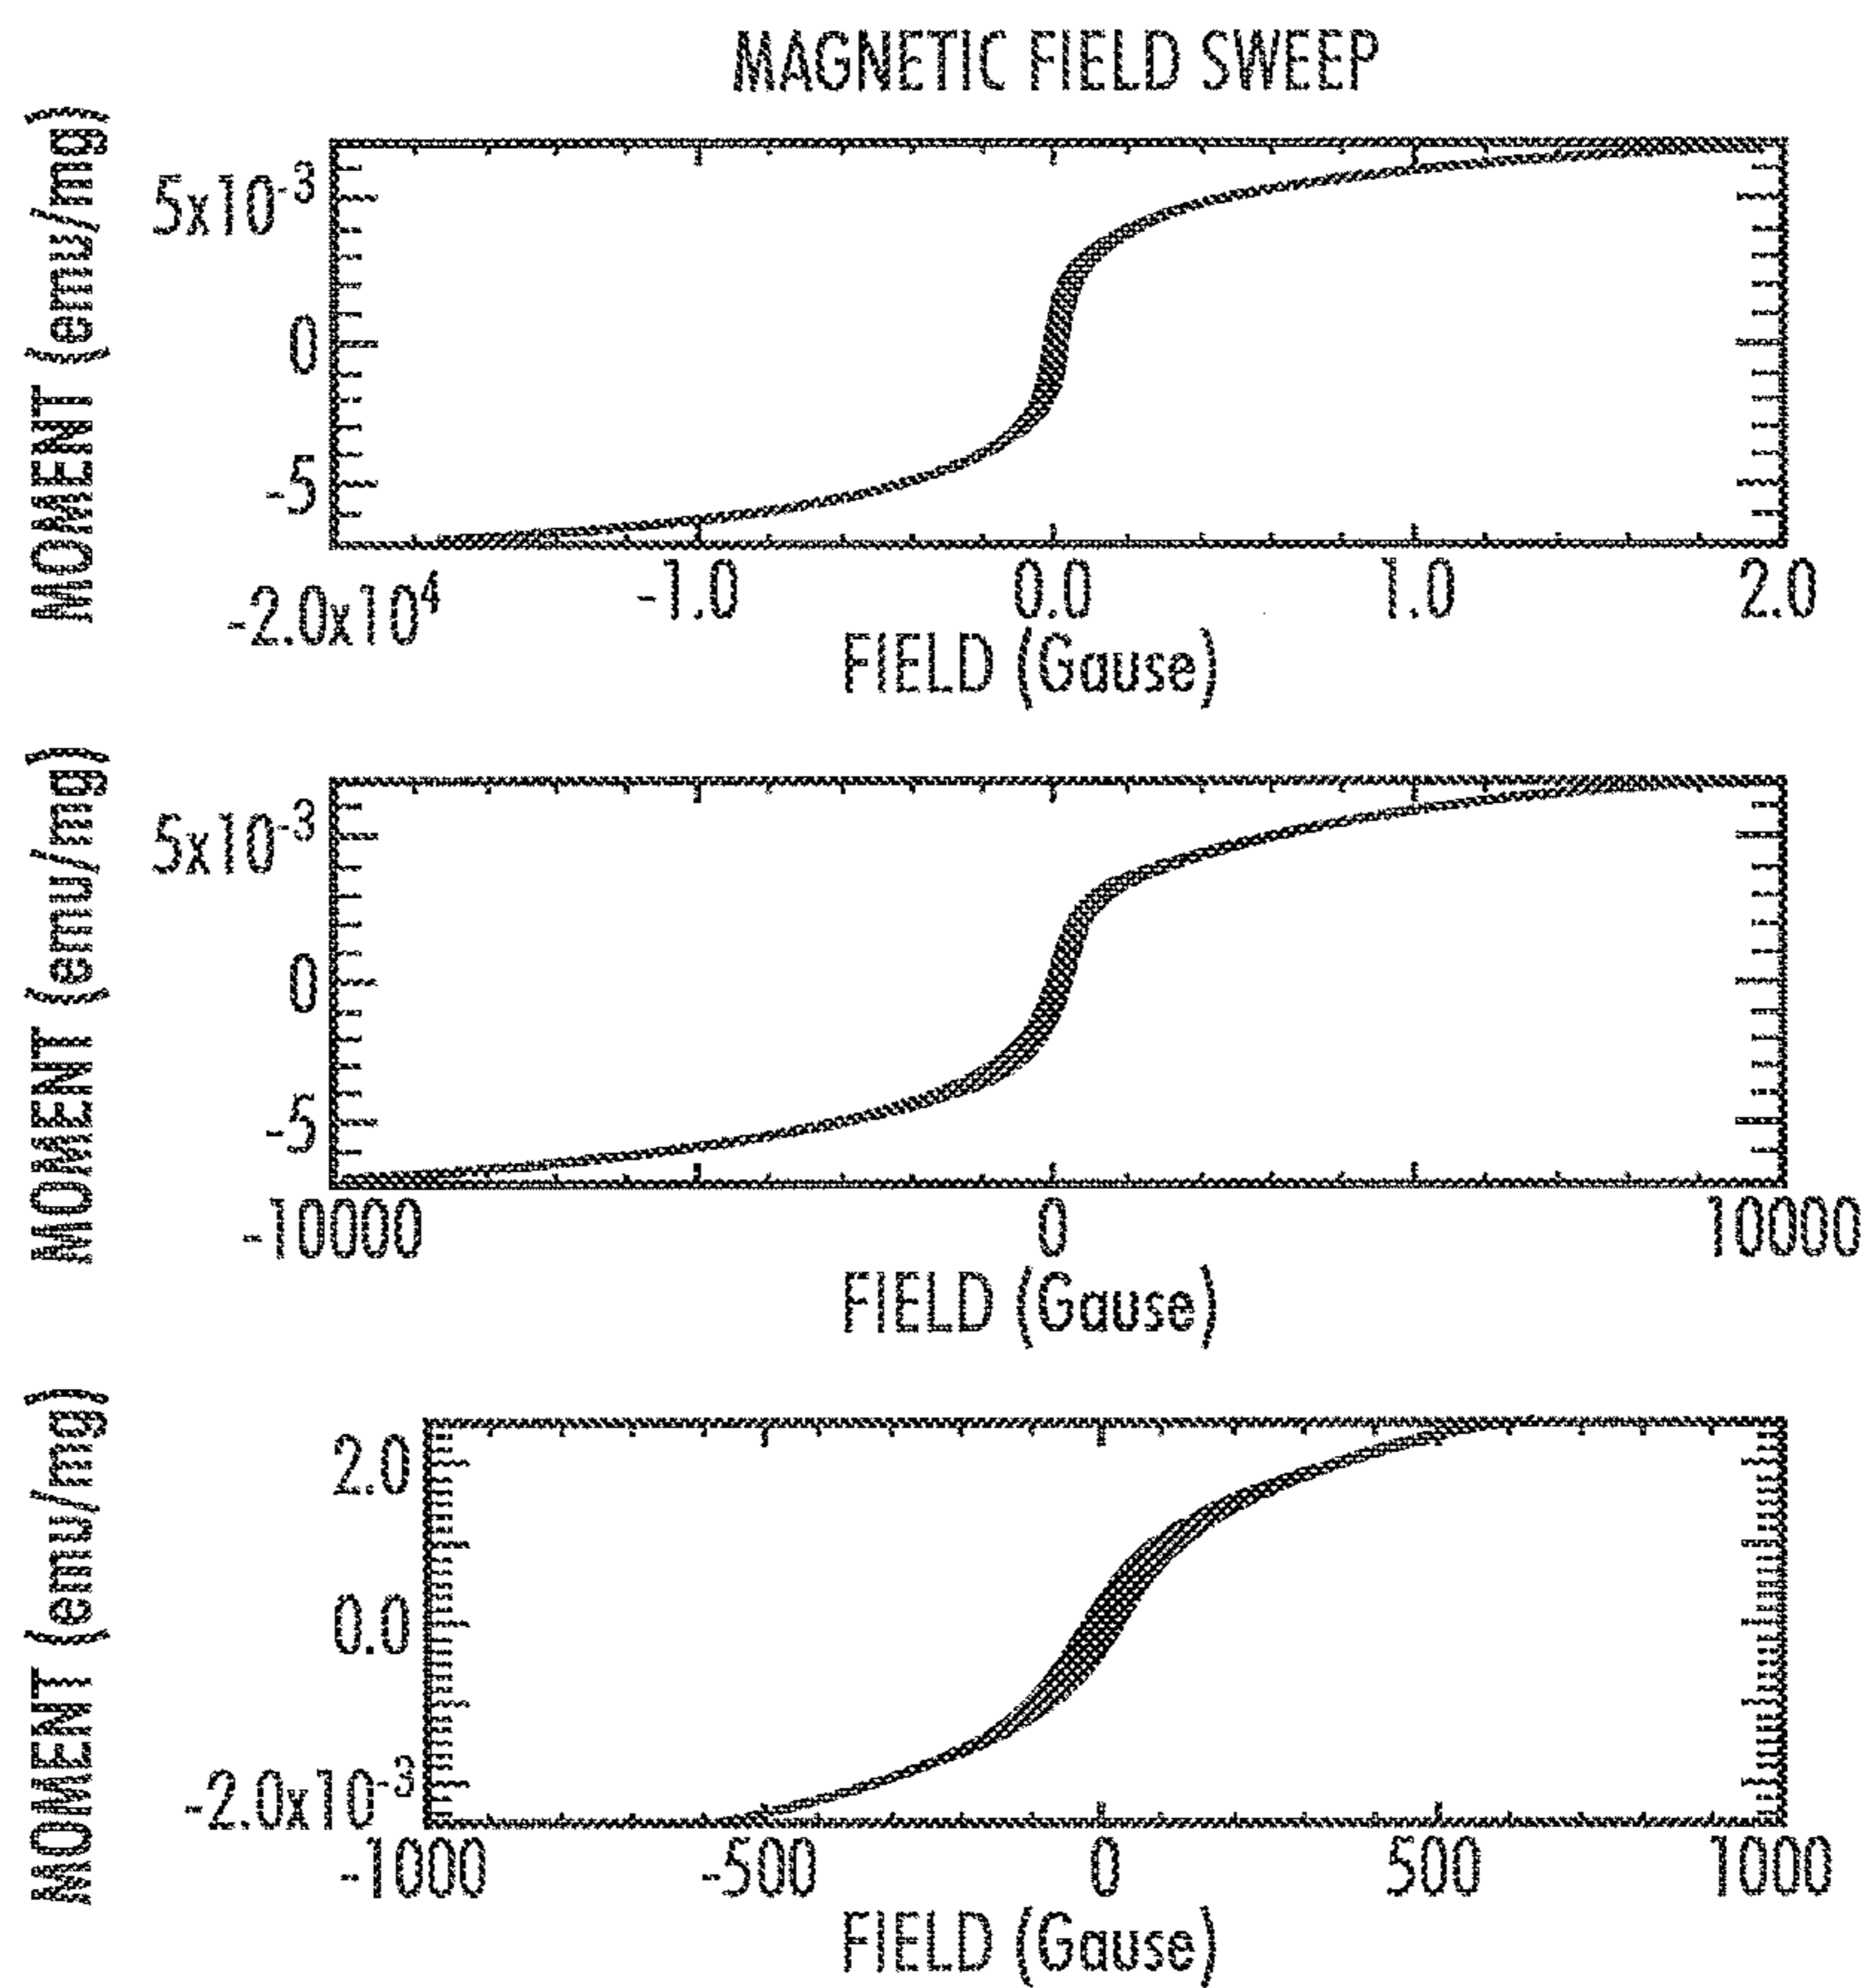 MAGNETIC FIELD SWEEP
MOMENT (emu/mg)
5x10-3
0
-5
-2.0x104
-1.0
0.0
1.0
2.0
FIELD (Gause)
MOMENT (emu/mg)
5x10-3
0
-5
-10000
0
10000
FIELD (Gause)
MOMENT (emu/mg)
2.0
0.0
-2.0x10-3
-1000
-500
0
500
1000
FIELD (Gause)